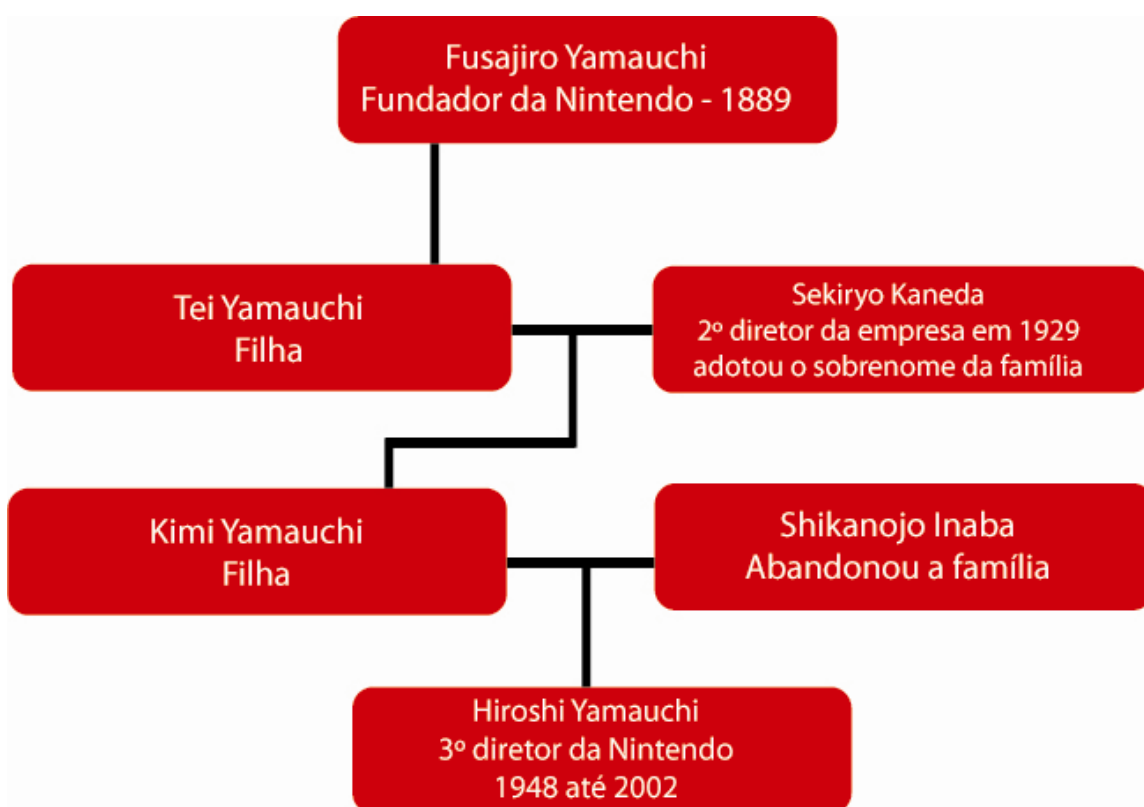 Fusajiro Yamauchi
Fundador da Nintendo - 1889
Tei Yamauchi
Filha
Sekiryo Kaneda
2º diretor da empresa em 1929
adotou o sobrenome da família
Kimi Yamauchi
Filha
Shikanojo Inaba
Abandonou a família
Hiroshi Yamauchi
3º diretor da Nintendo
1948 até 2002